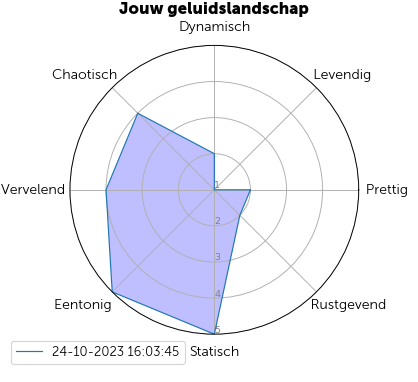 Jouw geluidslandschap
Dynamisch
Chaotisch
Levendig
Vervelend
Prettig
1
2
3
4
5
Eentonig
Rustgevend
24-10-2023 16:03:45
Statisch